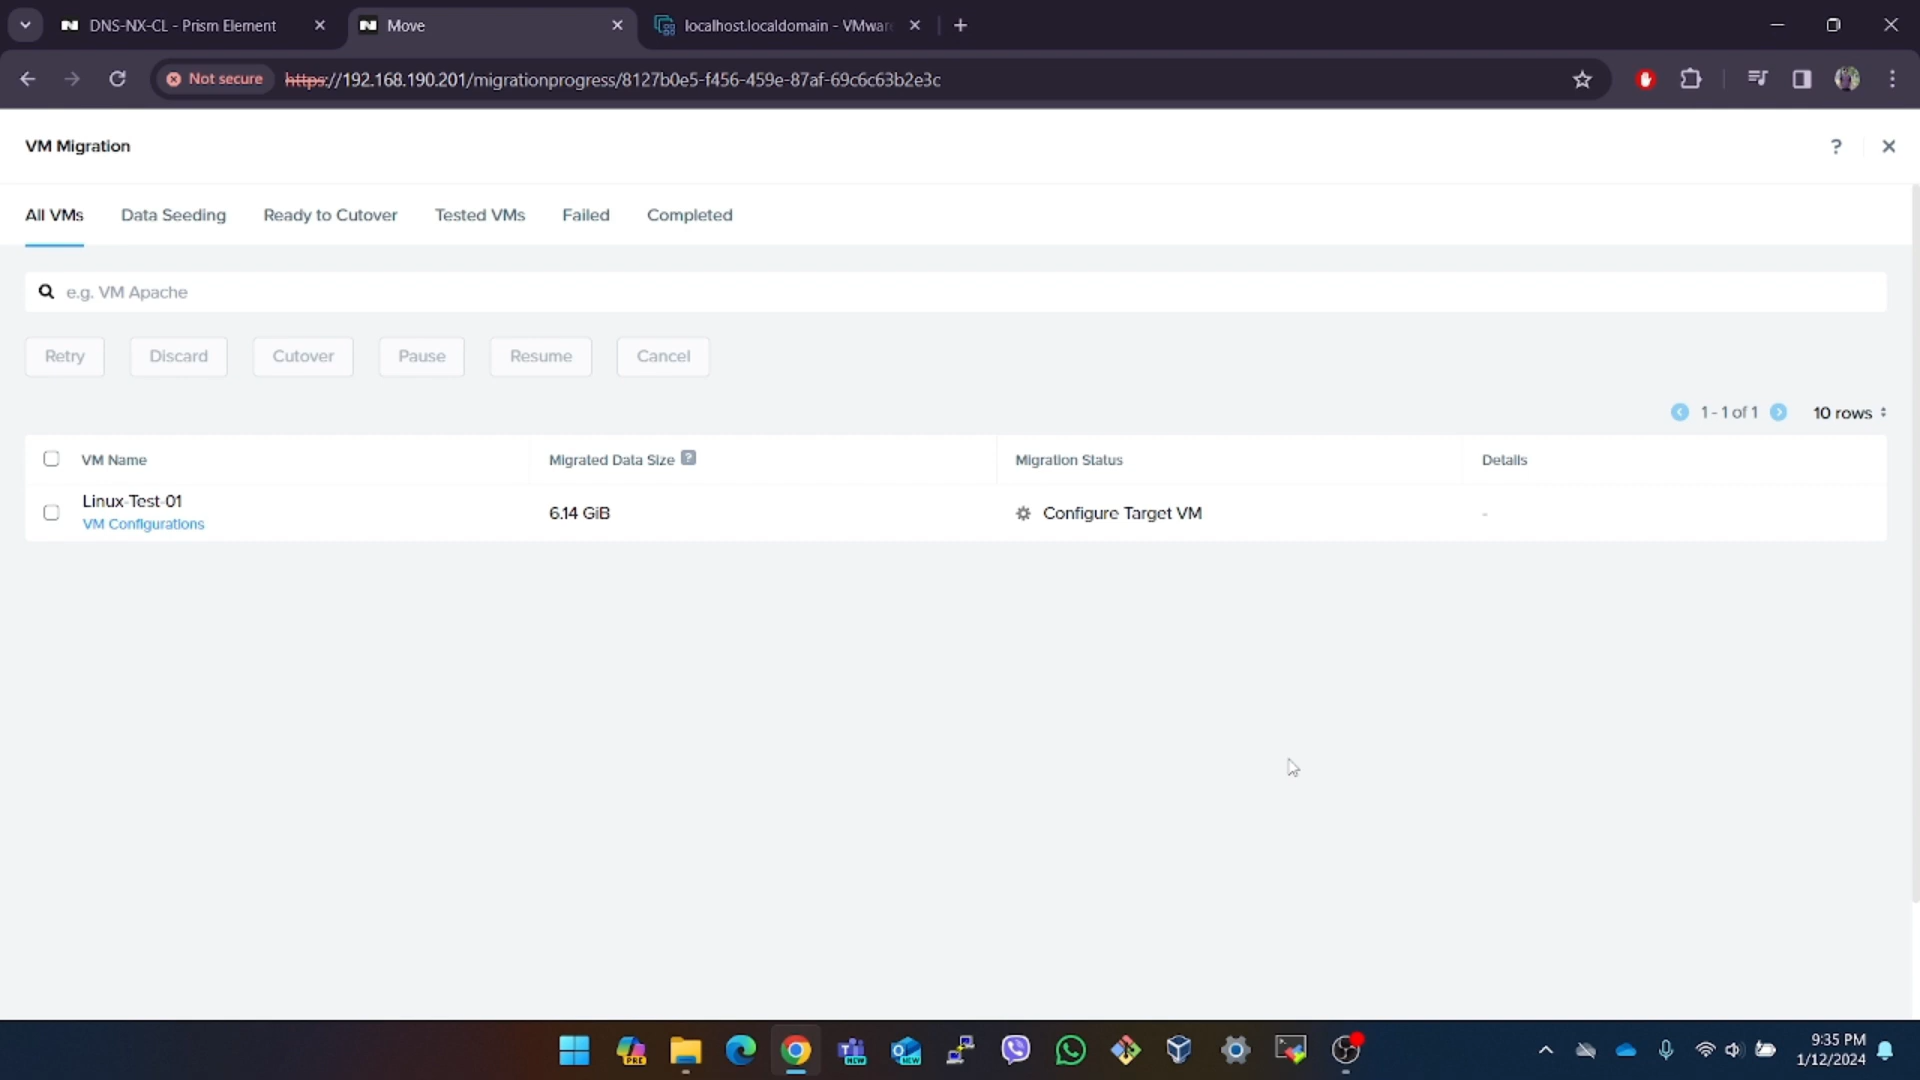 DNS-NX-CL - Prism Element
Move
localhost.localdomain - VMwar
Not secure
https://192.168.190.201/migrationprogress/8127b0e5-f456-459e-87af-69c6c63b2e3c
VM Migration
?
All VMs
Data Seeding
Ready to Cutover
Tested VMs
Failed
Completed
e.g. VM Apache
Retry
Discard
Cutover
Pause
Resume
Cancel
1 - 1 of 1
10 rows
VM Name
Migrated Data Size ?
Migration Status
Details
Linux-Test-01
VM Configurations
6.14 GiB
Configure Target VM
-
PRE
NEW
NEW
9:35 PM
1/12/2024